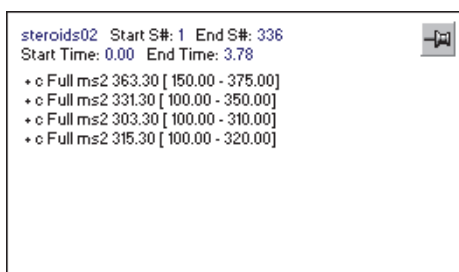 steroids02 Start S#: 1 End S#: 336
Start Time: 0.00 End Time: 3.78
+ c Full ms2 363.30 [ 150.00 - 375.00]
+ c Full ms2 331.30 [ 100.00 - 350.00]
+ c Full ms2 303.30 [ 100.00 - 310.00]
+ c Full ms2 315.30 [ 100.00 - 320.00]